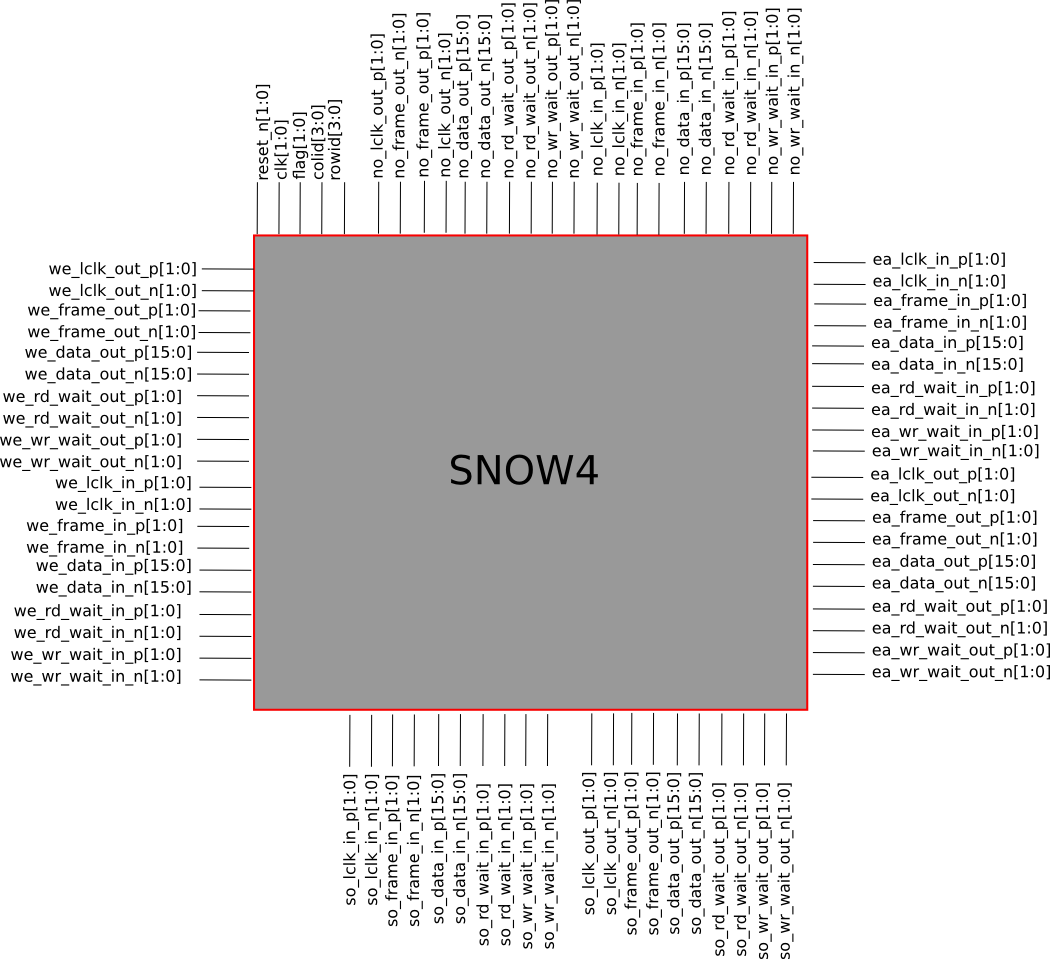 reset_n[1:0]
clk[1:0]
flag[1:0]
colid[3:0]
rowid[3:0]
no_lclk_out_p[1:0]
no_frame_out_n[1:0]
no_frame_out_p[1:0]
no_lclk_out_n[1:0]
no_data_out_p[15:0]
no_data_out_n[15:0]
no_rd_wait_out_p[1:0]
no_rd_wait_out_n[1:0]
no_wr_wait_out_p[1:0]
no_wr_wait_out_n[1:0]
no_lclk_in_p[1:0]
no_lclk_in_n[1:0]
no_frame_in_p[1:0]
no_frame_in_n[1:0]
no_data_in_p[15:0]
no_data_in_n[15:0]
no_rd_wait_in_p[1:0]
no_rd_wait_in_n[1:0]
no_wr_wait_in_p[1:0]
no_wr_wait_in_n[1:0]
we_lclk_out_p[1:0]
we_lclk_out_n[1:0]
we_frame_out_p[1:0]
we_frame_out_n[1:0]
we_data_out_p[15:0]
we_data_out_n[15:0]
we_rd_wait_out_p[1:0]
we_rd_wait_out_n[1:0]
we_wr_wait_out_p[1:0]
we_wr_wait_out_n[1:0]
we_lclk_in_p[1:0]
we_lclk_in_n[1:0]
we_frame_in_p[1:0]
we_frame_in_n[1:0]
we_data_in_p[15:0]
we_data_in_n[15:0]
we_rd_wait_in_p[1:0]
we_rd_wait_in_n[1:0]
we_wr_wait_in_p[1:0]
we_wr_wait_in_n[1:0]
SNOW4
ea_lclk_in_p[1:0]
ea_lclk_in_n[1:0]
ea_frame_in_p[1:0]
ea_frame_in_n[1:0]
ea_data_in_p[15:0]
ea_data_in_n[15:0]
ea_rd_wait_in_p[1:0]
ea_rd_wait_in_n[1:0]
ea_wr_wait_in_p[1:0]
ea_wr_wait_in_n[1:0]
ea_lclk_out_p[1:0]
ea_lclk_out_n[1:0]
ea_frame_out_p[1:0]
ea_frame_out_n[1:0]
ea_data_out_p[15:0]
ea_data_out_n[15:0]
ea_rd_wait_out_p[1:0]
ea_rd_wait_out_n[1:0]
ea_wr_wait_out_p[1:0]
ea_wr_wait_out_n[1:0]
so_lclk_in_p[1:0]
so_lclk_in_n[1:0]
so_frame_in_p[1:0]
so_frame_in_n[1:0]
so_data_in_p[15:0]
so_data_in_n[15:0]
so_rd_wait_in_p[1:0]
so_rd_wait_in_n[1:0]
so_wr_wait_in_p[1:0]
so_wr_wait_in_n[1:0]
so_lclk_out_p[1:0]
so_lclk_out_n[1:0]
so_frame_out_p[1:0]
so_frame_out_n[1:0]
so_data_out_p[15:0]
so_data_out_n[15:0]
so_rd_wait_out_p[1:0]
so_rd_wait_out_n[1:0]
so_wr_wait_out_p[1:0]
so_wr_wait_out_n[1:0]